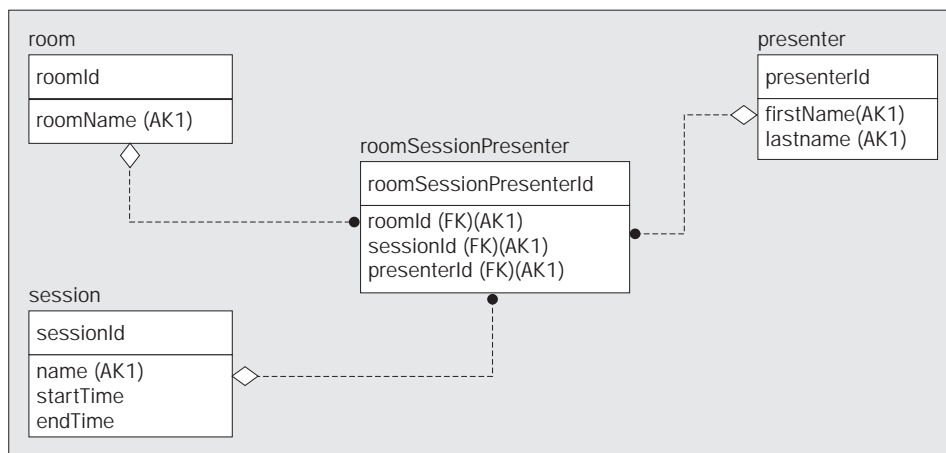 room
roomId
roomName (AK1)
presenter
presenterId
firstName(AK1)
lastname (AK1)
roomSessionPresenter
roomSessionPresenterId
roomId (FK)(AK1)
sessionId (FK)(AK1)
presenterId (FK)(AK1)
session
sessionId
name (AK1)
startTime
endTime